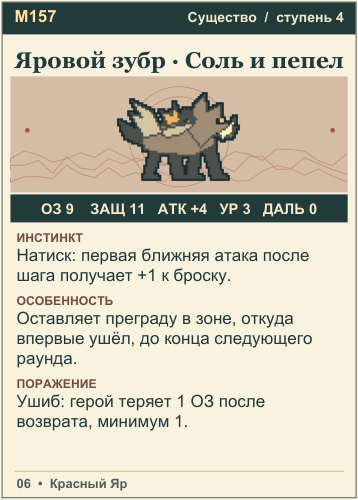 M157
Существо / ступень 4
Яровой зубр · Соль и пепел
ОЗ 9 ЗАЩ 11 АТК +4 УР 3 ДАЛЬ 0
ИНСТИНКТ
Натиск: первая ближняя атака после
шага получает +1 к броску.
ОСОБЕННОСТЬ
Оставляет преграду в зоне, откуда
впервые ушёл, до конца следующего
раунда.
ПОРАЖЕНИЕ
Ушиб: герой теряет 1 ОЗ после
возврата, минимум 1.
06 • Красный Яр